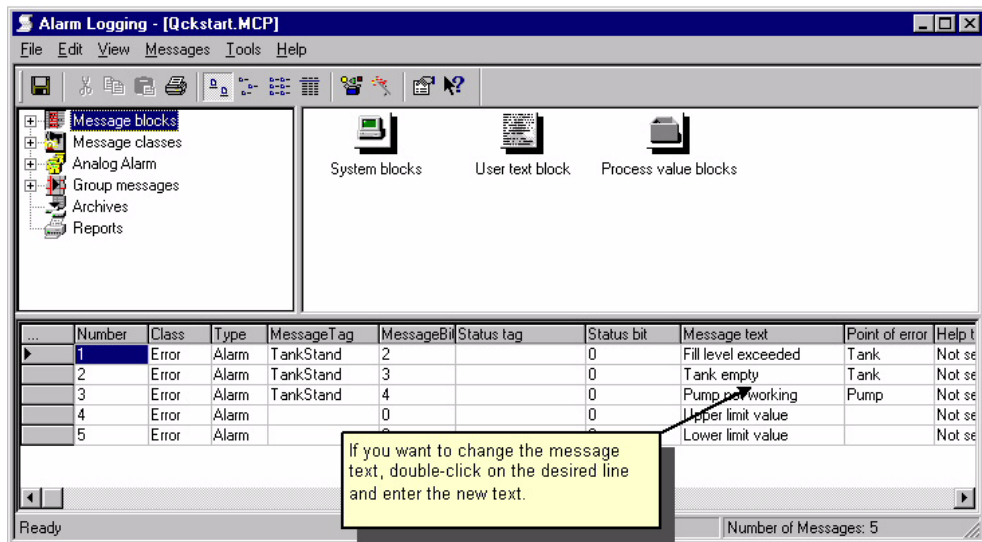 Alarm Logging - [Qckstart.MCP]
File Edit View Messages Tools Help
Message blocks
Message classes
Analog Alarm
Group messages
Archives
Reports
System blocks User text block Process value blocks
... Number Class Type MessageTag MessageBit Status tag Status bit Message text Point of error Help t
1 Error Alarm TankStand 2 0 Fill level exceeded Tank Not se
2 Error Alarm TankStand 3 0 Tank empty Tank Not se
3 Error Alarm TankStand 4 0 Pump not working Pump Not se
4 Error Alarm 0 0 Upper limit value Not se
5 Error Alarm Lower limit value Not se
If you want to change the message
text, double-click on the desired line
and enter the new text.
Ready Number of Messages: 5